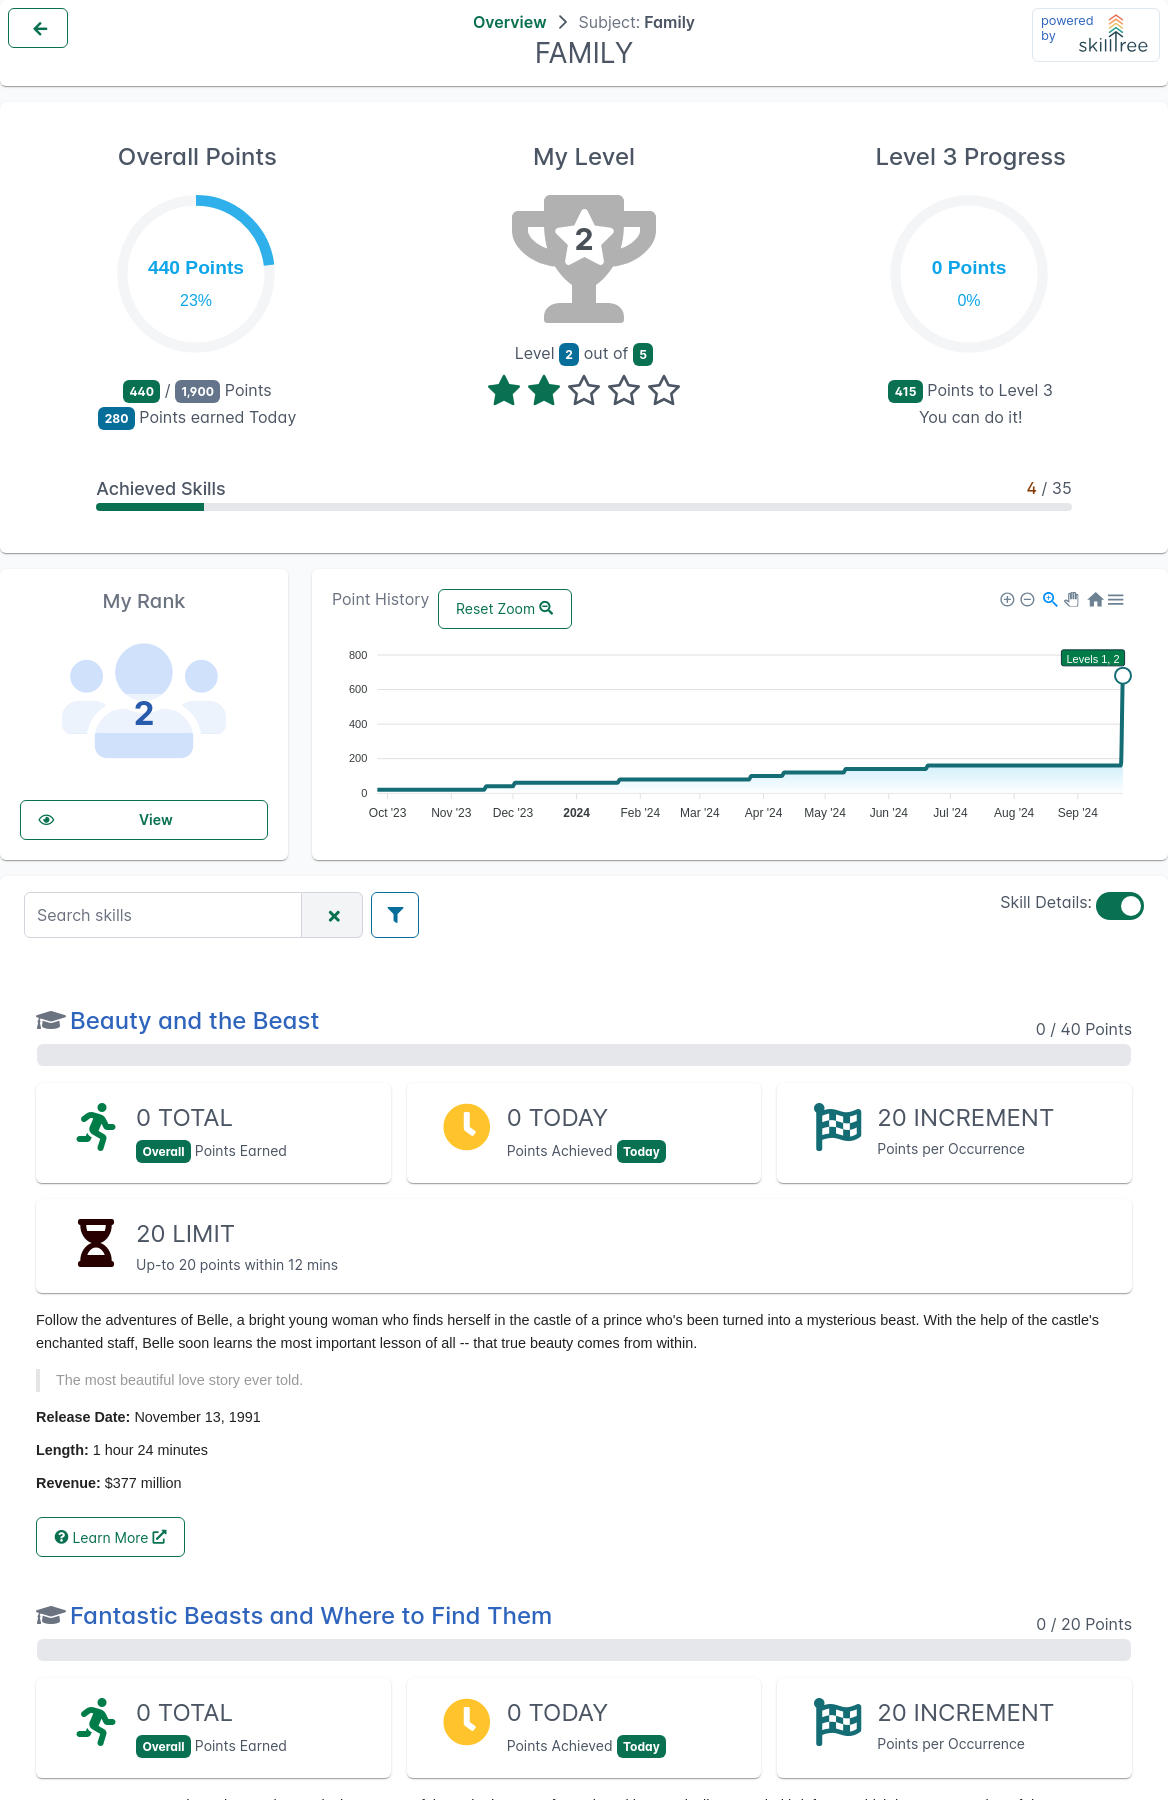 Overview > Subject: Family
FAMILY
powered by skilltree
Overall Points
440 Points
23%
440 / 1,900 Points
280 Points earned Today
My Level
2
Level 2 out of 5
Level 3 Progress
0 Points
0%
415 Points to Level 3
You can do it!
Achieved Skills 4 / 35
My Rank
2
View
Point History Reset Zoom
Levels 1, 2
800
600
400
200
0
Oct '23 Nov '23 Dec '23 2024 Feb '24 Mar '24 Apr '24 May '24 Jun '24 Jul '24 Aug '24 Sep '24
Search skills
Skill Details:
Beauty and the Beast 0 / 40 Points
0 TOTAL
Overall Points Earned
0 TODAY
Points Achieved Today
20 INCREMENT
Points per Occurrence
20 LIMIT
Up-to 20 points within 12 mins
Follow the adventures of Belle, a bright young woman who finds herself in the castle of a prince who's been turned into a mysterious beast. With the help of the castle's
enchanted staff, Belle soon learns the most important lesson of all -- that true beauty comes from within.
The most beautiful love story ever told.
Release Date: November 13, 1991
Length: 1 hour 24 minutes
Revenue: $377 million
Learn More
Fantastic Beasts and Where to Find Them 0 / 20 Points
0 TOTAL
Overall Points Earned
0 TODAY
Points Achieved Today
20 INCREMENT
Points per Occurrence